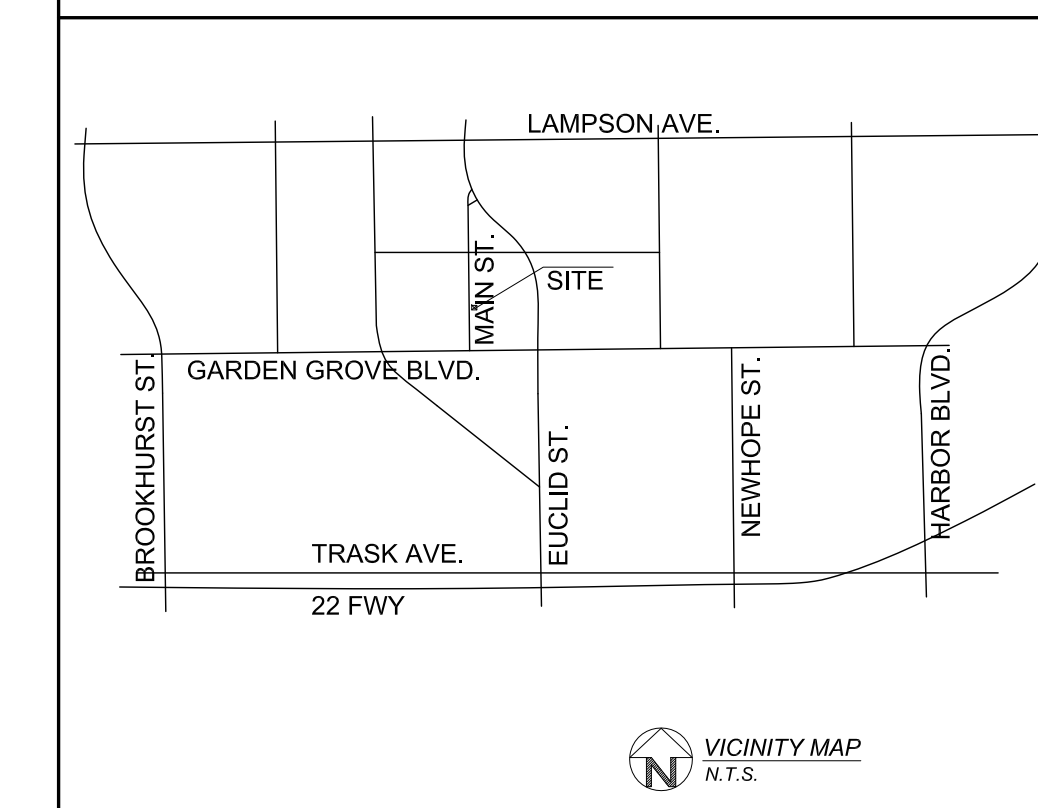 LAMPSON AVE.
MAIN ST.
SITE
GARDEN GROVE BLVD.
BROOKHURST ST.
EUCLID ST.
NEWHOPE ST.
HARBOR BLVD.
TRASK AVE.
22 FWY
N
VICINITY MAP
N.T.S.